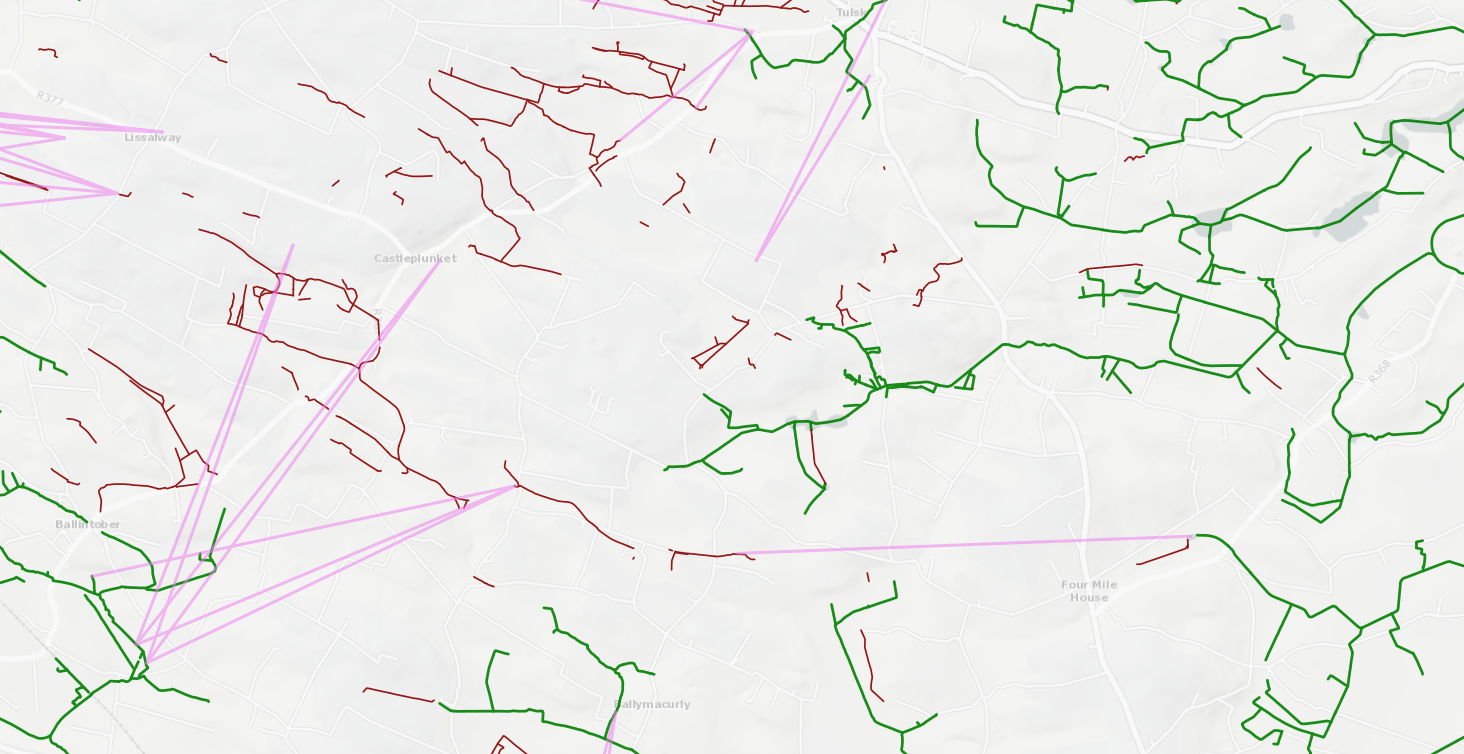 Tulsk
R377
Lissalway
Castleplunket
R368
Ballintober
Four Mile
House
Ballymacurly